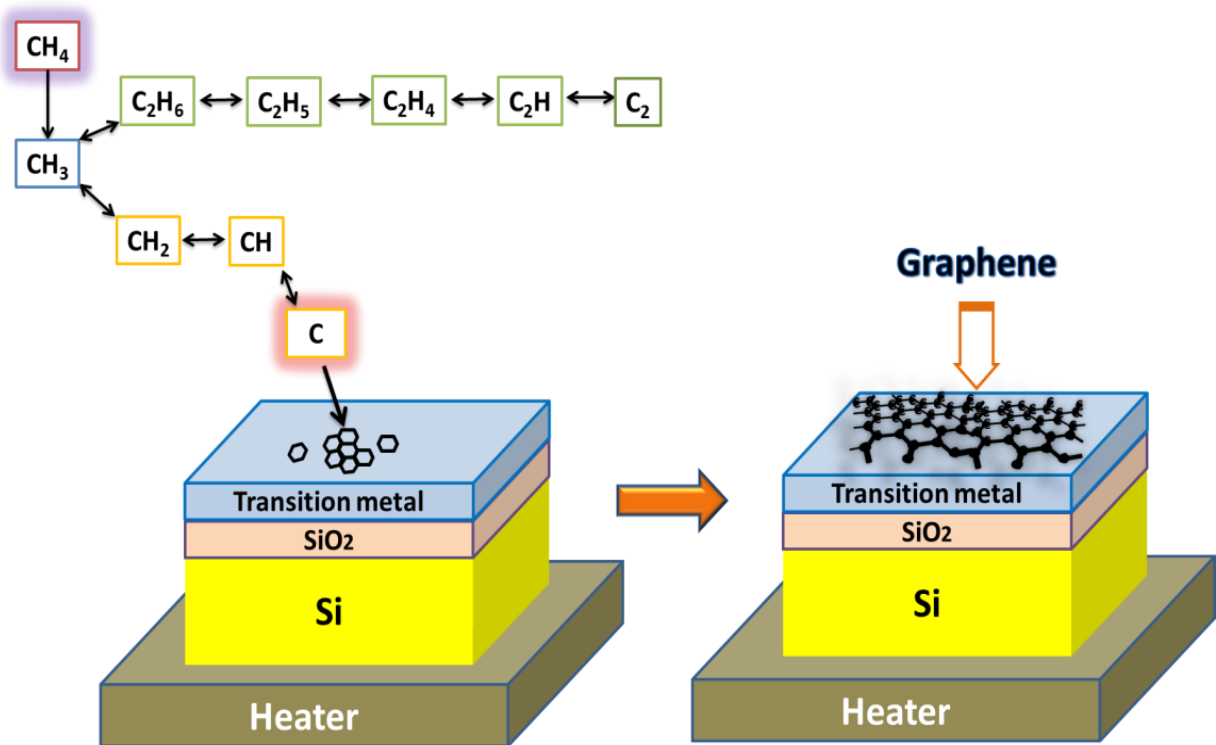 CH₄
C₂H₆
C₂H₅
C₂H₄
C₂H
C₂
CH₃
CH₂
CH
C
Graphene
Transition metal
SiO2
Si
Heater
Transition metal
SiO2
Si
Heater